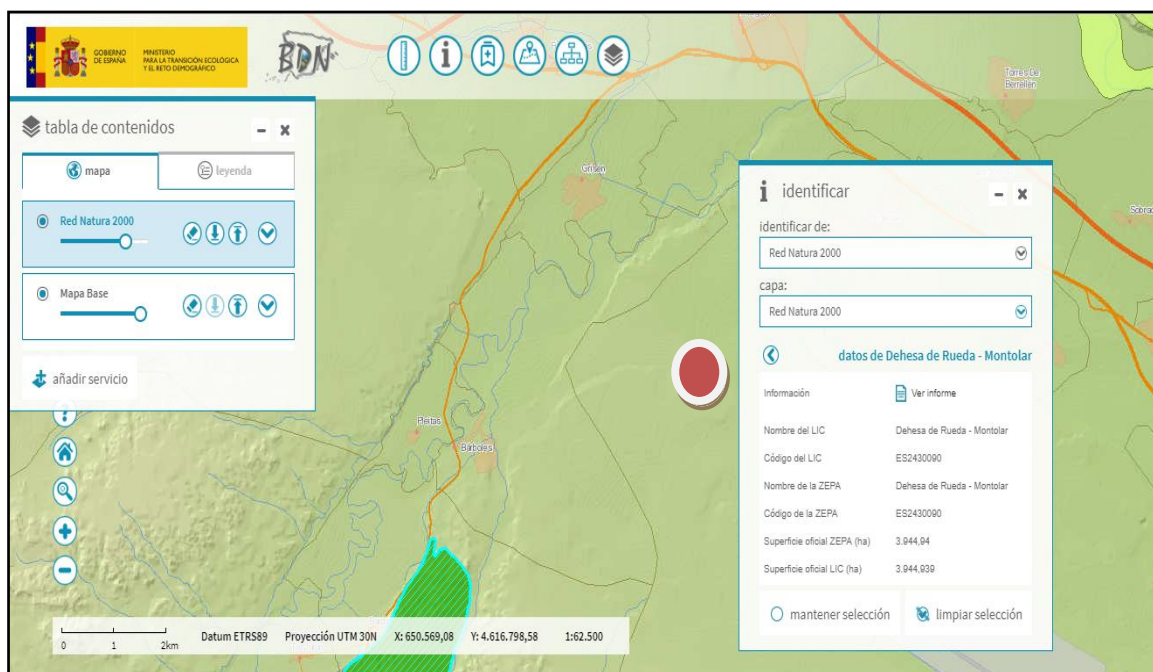 GOBIERNO
DE ESPAÑA
MINISTERIO
PARA LA TRANSICIÓN ECOLÓGICA
Y EL RETO DEMOGRÁFICO
BDN
Torres De
Berrellén
tabla de contenidos
mapa
leyenda
Red Natura 2000
Mapa Base
añadir servicio
Grisén
Pleitas
Bárboles
identificar
identificar de:
Red Natura 2000
capa:
Red Natura 2000
datos de Dehesa de Rueda - Montolar
Información Ver informe
Nombre del LIC Dehesa de Rueda - Montolar
Código del LIC ES2430090
Nombre de la ZEPA Dehesa de Rueda - Montolar
Código de la ZEPA ES2430090
Superficie oficial ZEPA (ha) 3.944,94
Superficie oficial LIC (ha) 3.944,939
mantener selección limpiar selección
0 1 2km
Datum ETRS89 Proyección UTM 30N X: 650.569,08 Y: 4.616.798,58 1:62.500